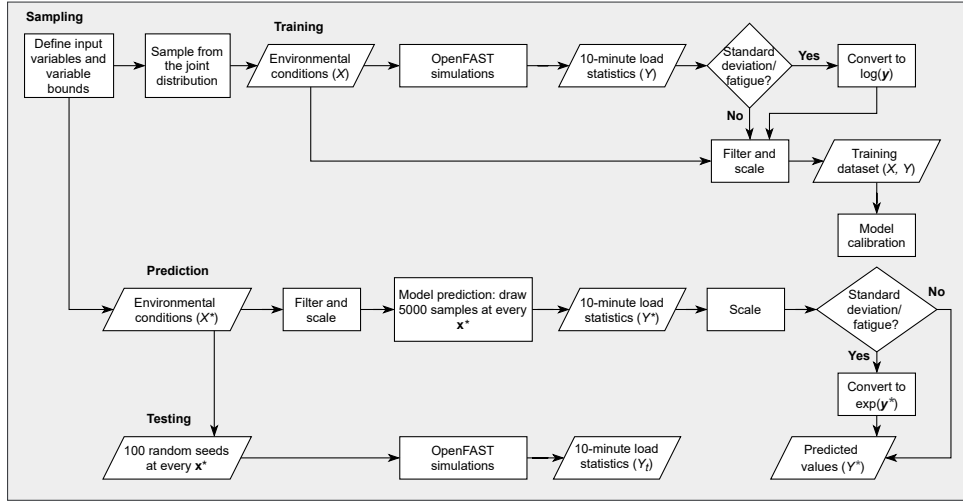 Sampling
Define input
variables and
variable
bounds
Sample from
the joint
distribution
Training
Environmental
conditions (X)
OpenFAST
simulations
10-minute load
statistics (Y)
Standard
deviation/
fatigue?
Yes
No
Convert to
log(y)
Filter and
scale
Training
dataset (X, Y)
Model
calibration
Prediction
Environmental
conditions (X*)
Filter and
scale
Model prediction: draw
5000 samples at every
x*
10-minute load
statistics (Y*)
Scale
Standard
deviation/
fatigue?
No
Yes
Convert to
exp(y*)
Predicted
values (Y*)
Testing
100 random seeds
at every x*
OpenFAST
simulations
10-minute load
statistics (Yt)